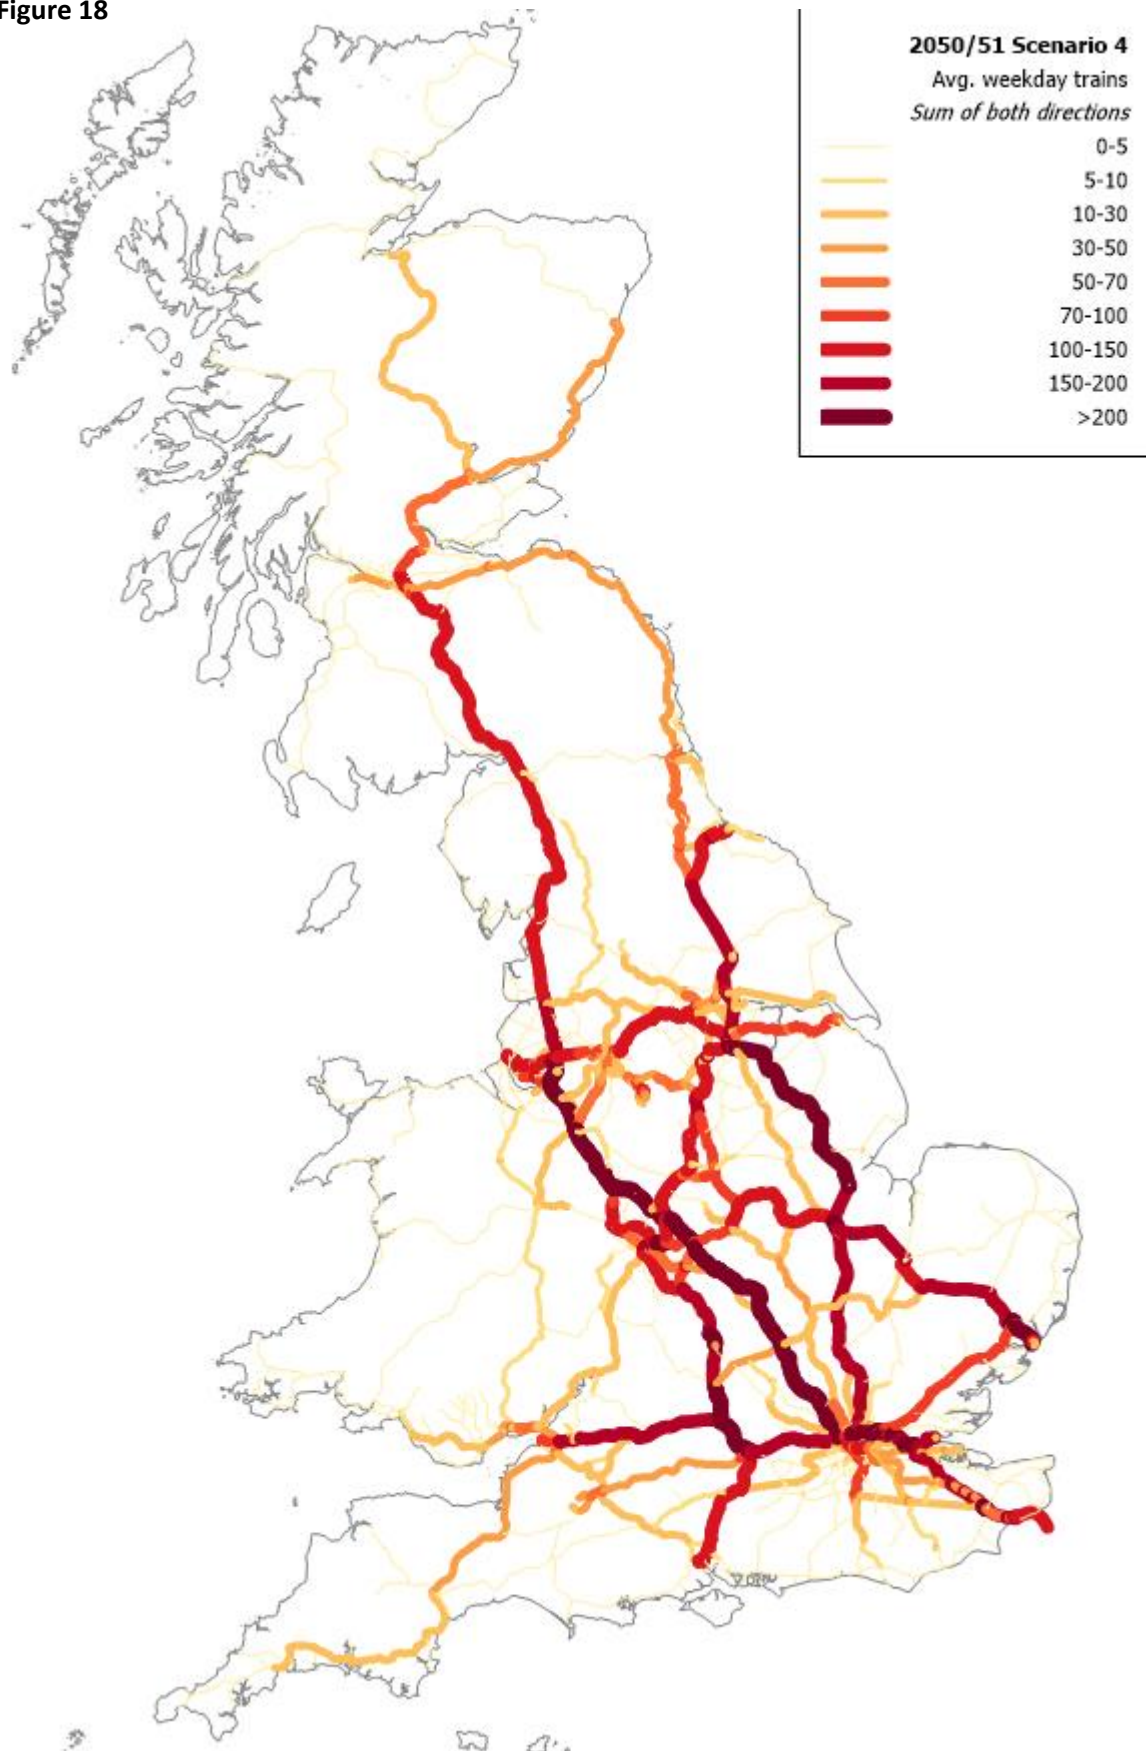 Figure 18
2050/51 Scenario 4
Avg. weekday trains
Sum of both directions
0-5
5-10
10-30
30-50
50-70
70-100
100-150
150-200
>200